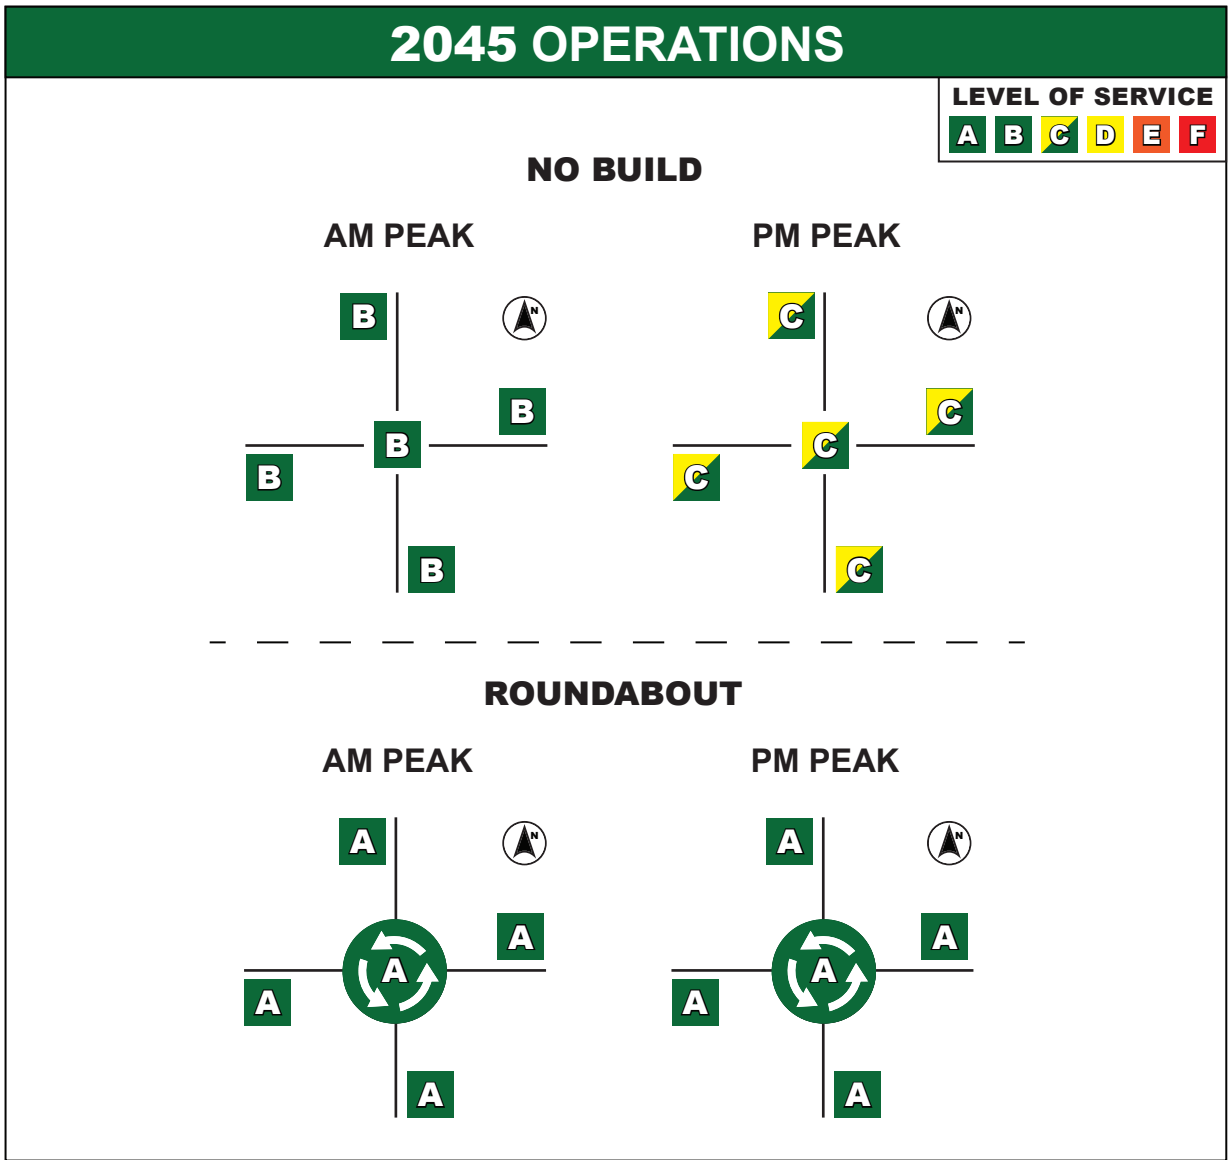 2045 OPERATIONS
LEVEL OF SERVICE
A B C D E F
NO BUILD
AM PEAK
PM PEAK
B
N
B
B
B
B
C
N
C
C
C
C
ROUNDABOUT
AM PEAK
PM PEAK
A
N
A
A
A
A
A
N
A
A
A
A